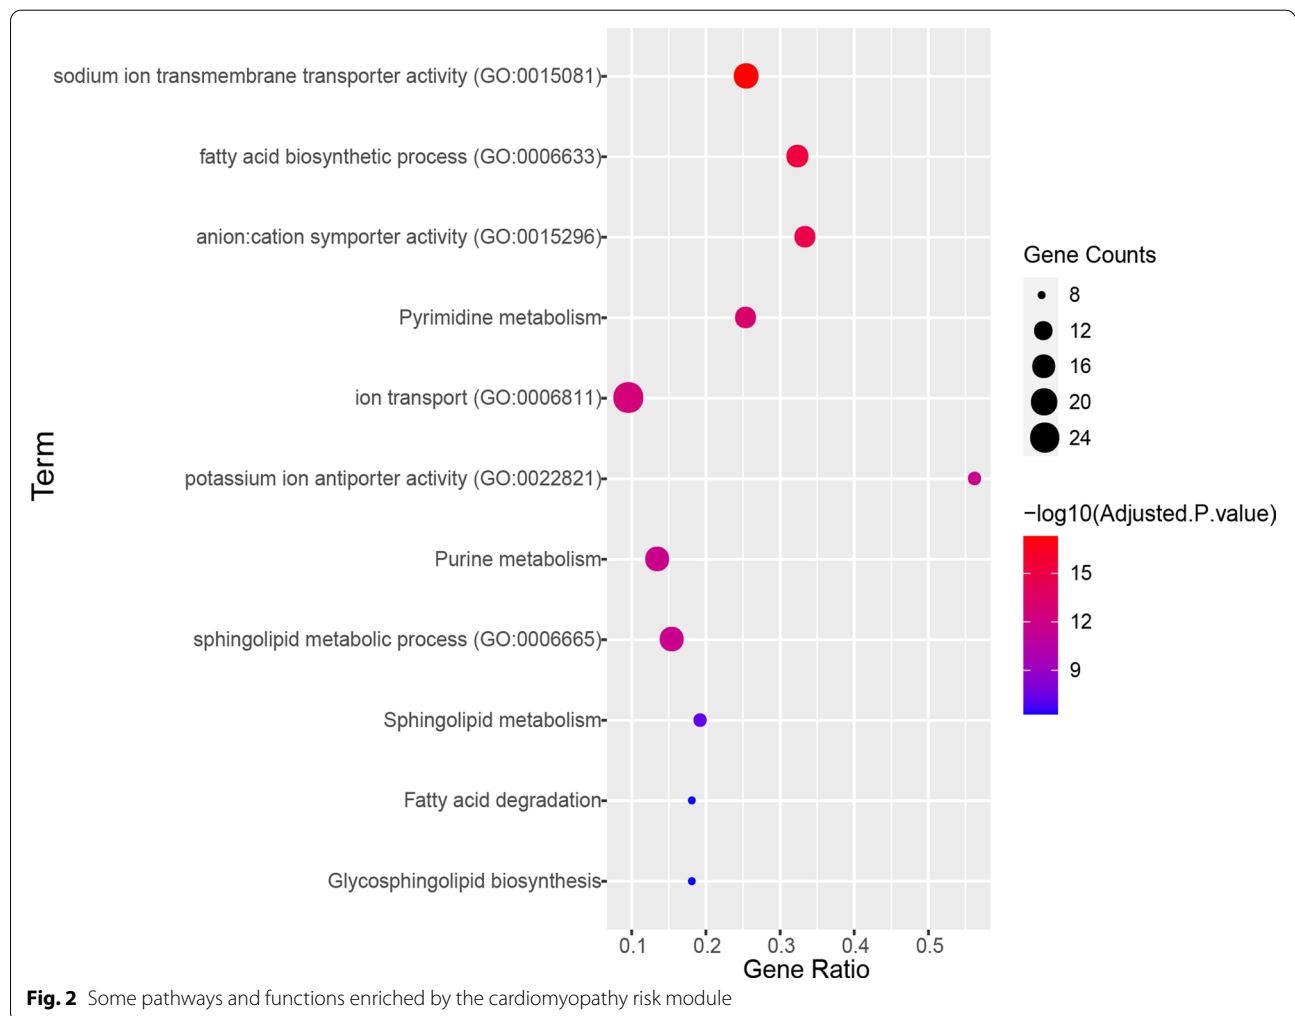 sodium ion transmembrane transporter activity (GO:0015081)
fatty acid biosynthetic process (GO:0006633)
anion:cation symporter activity (GO:0015296)
Pyrimidine metabolism
ion transport (GO:0006811)
potassium ion antiporter activity (GO:0022821)
Purine metabolism
sphingolipid metabolic process (GO:0006665)
Sphingolipid metabolism
Fatty acid degradation
Glycosphingolipid biosynthesis
Term
0.1 0.2 0.3 0.4 0.5
Gene Ratio
Gene Counts
8
12
16
20
24
−log10(Adjusted.P.value)
15
12
9
Fig. 2 Some pathways and functions enriched by the cardiomyopathy risk module